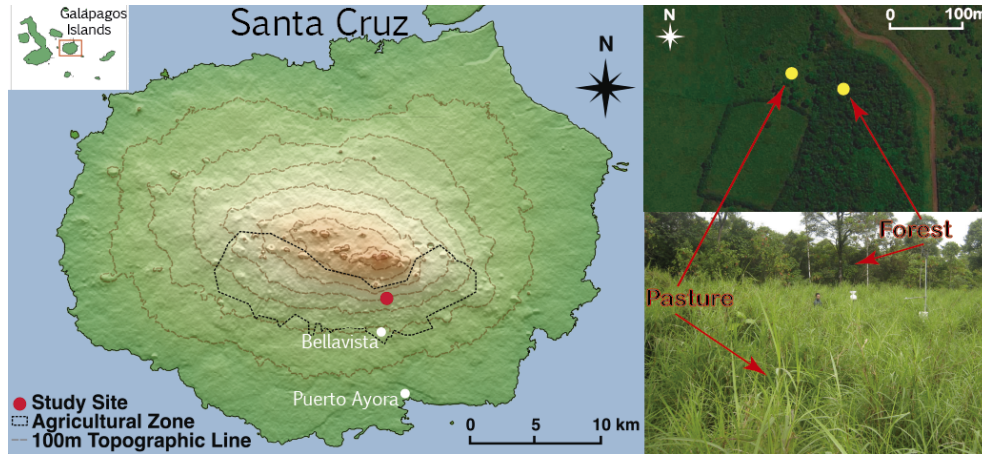 Galápagos
Islands
Santa Cruz
N
Bellavista
Puerto Ayora
Study Site
Agricultural Zone
100m Topographic Line
0 5 10 km
N
0 100m
Forest
Pasture